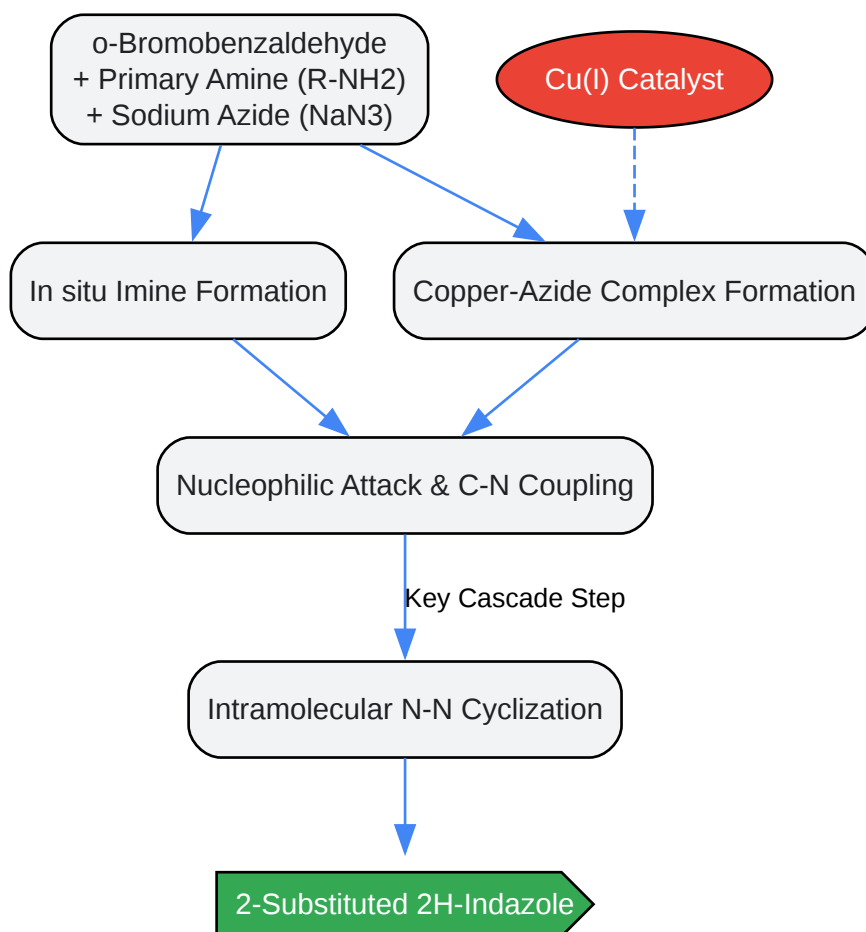 o-Bromobenzaldehyde
+ Primary Amine (R-NH2)
+ Sodium Azide (NaN3)
Cu(I) Catalyst
In situ Imine Formation
Copper-Azide Complex Formation
Nucleophilic Attack & C-N Coupling
Key Cascade Step
Intramolecular N-N Cyclization
2-Substituted 2H-Indazole